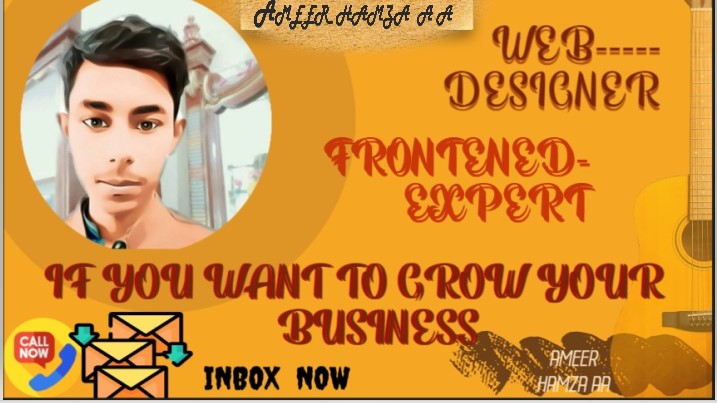 AMEER HAMZA A A
WEB-----
DESIGNER
FRONTENED-
EXPERT
IF YOU WANT TO GROW YOUR
BUSINESS
CALL
NOW
INBOX NOW
AMEER
HAMZA AA